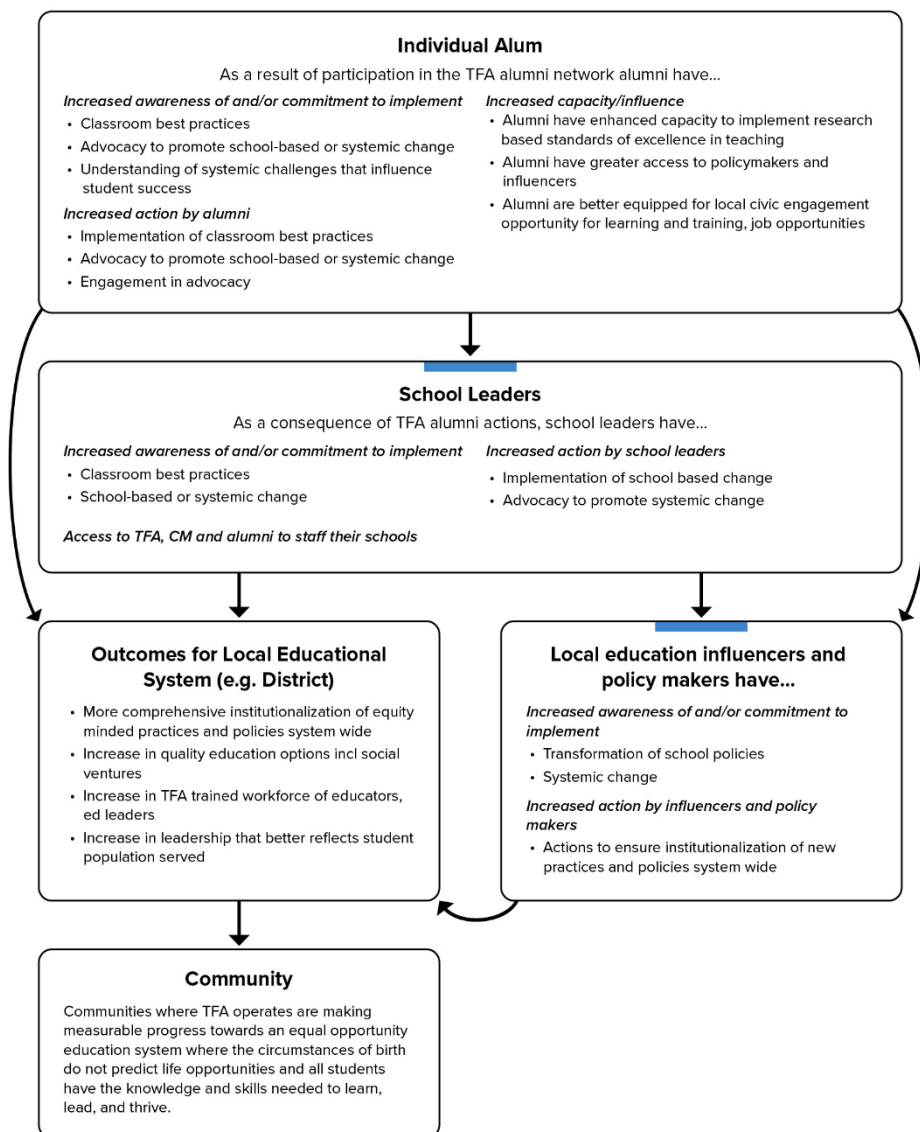 Individual Alum
As a result of participation in the TFA alumni network alumni have...
Increased awareness of and/or commitment to implement
• Classroom best practices
• Advocacy to promote school-based or systemic change
• Understanding of systemic challenges that influence
student success
Increased action by alumni
• Implementation of classroom best practices
• Advocacy to promote school-based or systemic change
• Engagement in advocacy
Increased capacity/influence
• Alumni have enhanced capacity to implement research
based standards of excellence in teaching
• Alumni have greater access to policymakers and
influencers
• Alumni are better equipped for local civic engagement
opportunity for learning and training, job opportunities
School Leaders
As a consequence of TFA alumni actions, school leaders have...
Increased awareness of and/or commitment to implement
• Classroom best practices
• School-based or systemic change
Access to TFA, CM and alumni to staff their schools
Increased action by school leaders
• Implementation of school based change
• Advocacy to promote systemic change
Outcomes for Local Educational
System (e.g. District)
• More comprehensive institutionalization of equity
minded practices and policies system wide
• Increase in quality education options incl social
ventures
• Increase in TFA trained workforce of educators,
ed leaders
• Increase in leadership that better reflects student
population served
Local education influencers and
policy makers have...
Increased awareness of and/or commitment to
implement
• Transformation of school policies
• Systemic change
Increased action by influencers and policy
makers
• Actions to ensure institutionalization of new
practices and policies system wide
Community
Communities where TFA operates are making
measurable progress towards an equal opportunity
education system where the circumstances of birth
do not predict life opportunities and all students
have the knowledge and skills needed to learn,
lead, and thrive.